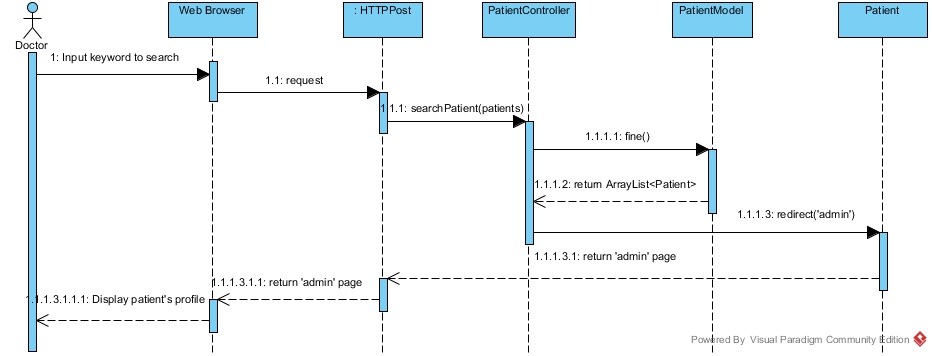 Web Browser
: HTTPPost
PatientController
PatientModel
Patient
Doctor
1: Input keyword to search
1.1: request
1.1.1: searchPatient(patients)
1.1.1.1: fine()
1.1.1.2: return ArrayList<Patient>
1.1.1.3: redirect('admin')
1.1.1.3.1: return 'admin' page
1.1.1.3.1.1: return 'admin' page
1.1.1.3.1.1.1: Display patient's profile
Powered By Visual Paradigm Community Edition